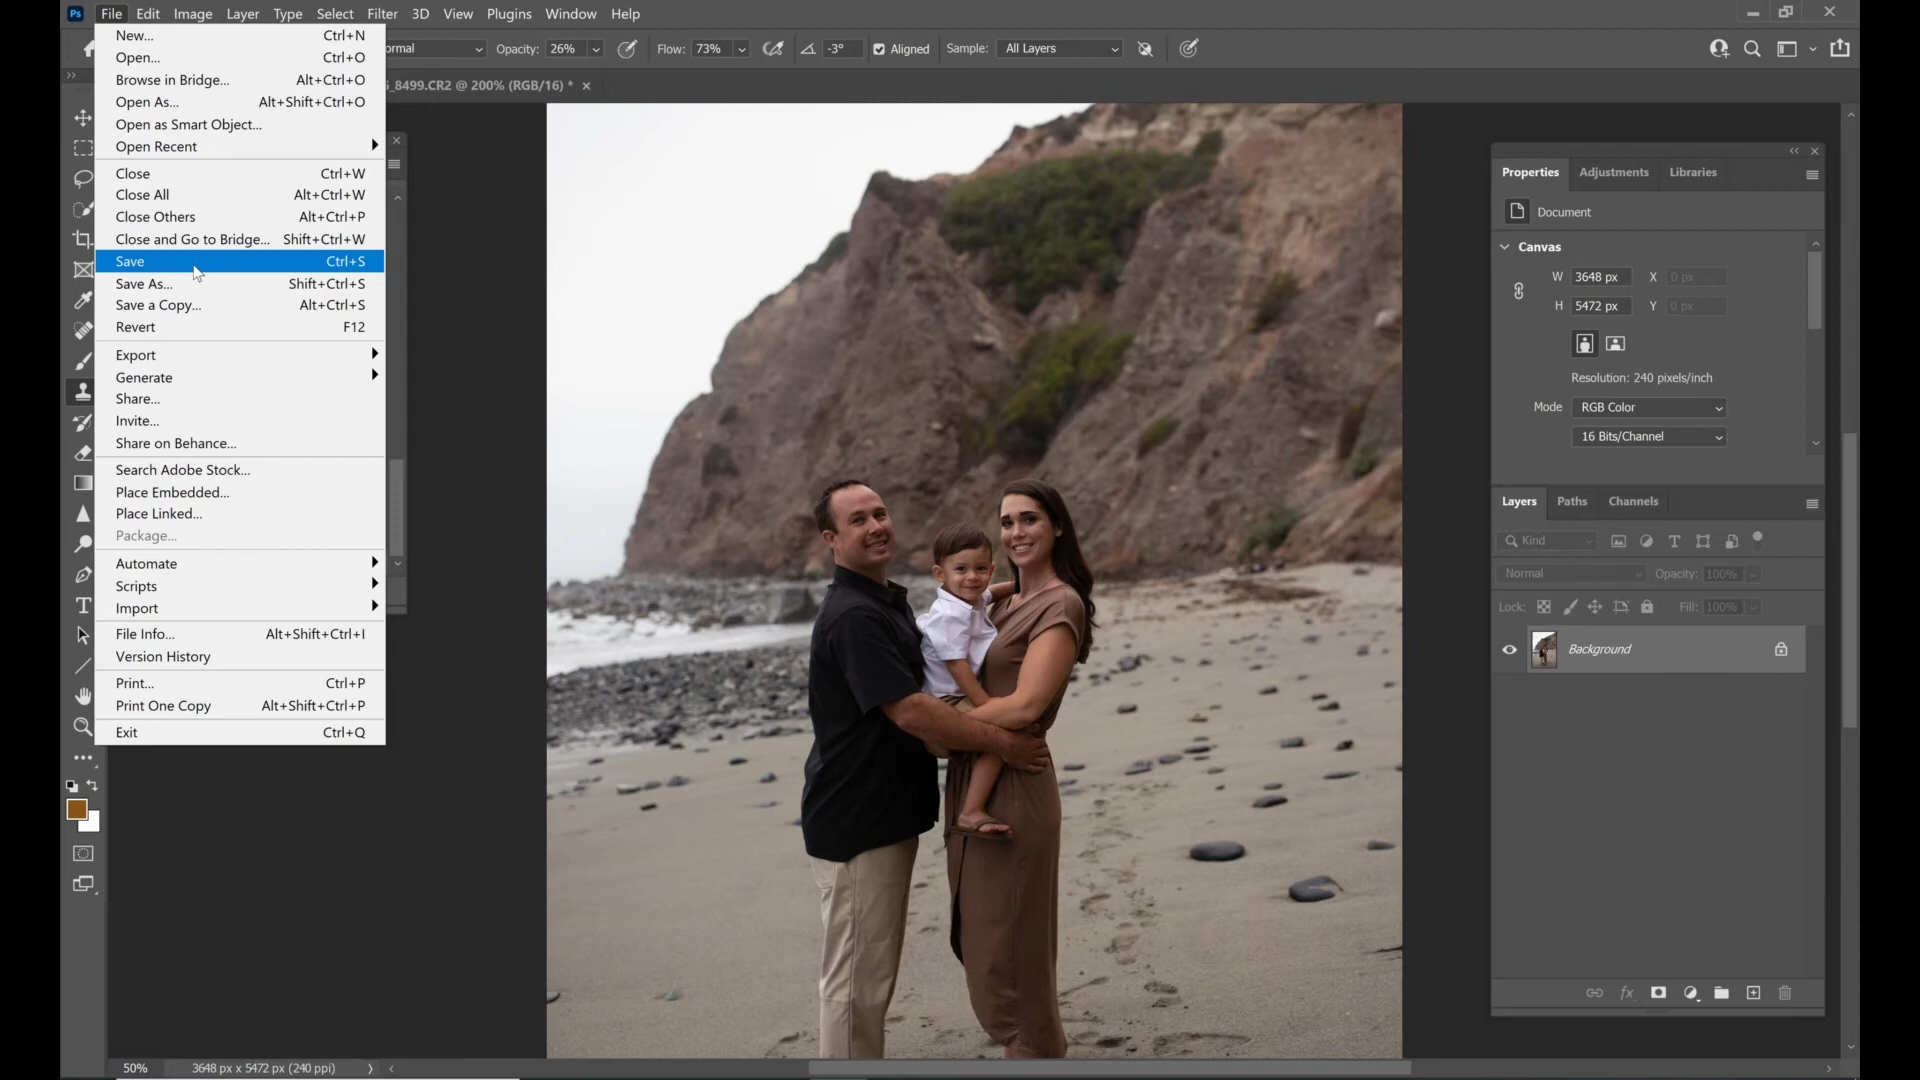 Ps File Edit Image Layer Type Select Filter 3D View Plugins Window Help
ormal Opacity: 26% Flow: 73% -3° Aligned Sample: All Layers
_8499.CR2 @ 200% (RGB/16) *
New... Ctrl+N
Open... Ctrl+O
Browse in Bridge... Alt+Ctrl+O
Open As... Alt+Shift+Ctrl+O
Open as Smart Object...
Open Recent
Close Ctrl+W
Close All Alt+Ctrl+W
Close Others Alt+Ctrl+P
Close and Go to Bridge... Shift+Ctrl+W
Save Ctrl+S
Save As... Shift+Ctrl+S
Save a Copy... Alt+Ctrl+S
Revert F12
Export
Generate
Share...
Invite...
Share on Behance...
Search Adobe Stock...
Place Embedded...
Place Linked...
Package...
Automate
Scripts
Import
File Info... Alt+Shift+Ctrl+I
Version History
Print... Ctrl+P
Print One Copy Alt+Shift+Ctrl+P
Exit Ctrl+Q
Properties Adjustments Libraries
Document
Canvas
W 3648 px X 0 px
H 5472 px Y 0 px
Resolution: 240 pixels/inch
Mode RGB Color
16 Bits/Channel
Layers Paths Channels
Kind
Normal Opacity: 100%
Lock: Fill: 100%
Background
50% 3648 px x 5472 px (240 ppi)